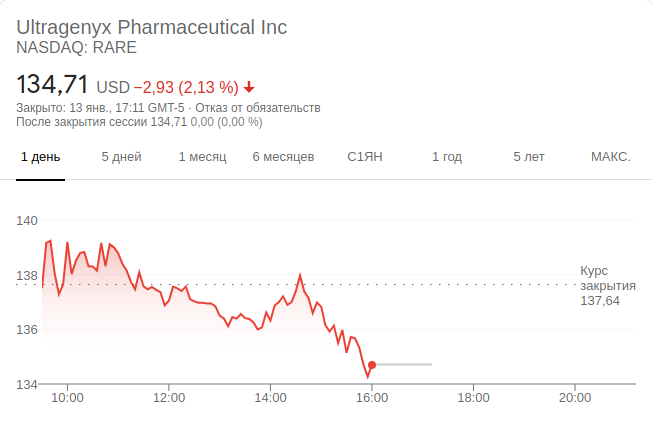 Ultragenyx Pharmaceutical Inc
NASDAQ: RARE
134,71 USD −2,93 (2,13 %)
Закрыто: 13 янв., 17:11 GMT-5 · Отказ от обязательств
После закрытия сессии 134,71 0,00 (0,00 %)
1 день 5 дней 1 месяц 6 месяцев С1ЯН 1 год 5 лет МАКС.
140
138
136
134
Курс
закрытия
137,64
10:00 12:00 14:00 16:00 18:00 20:00